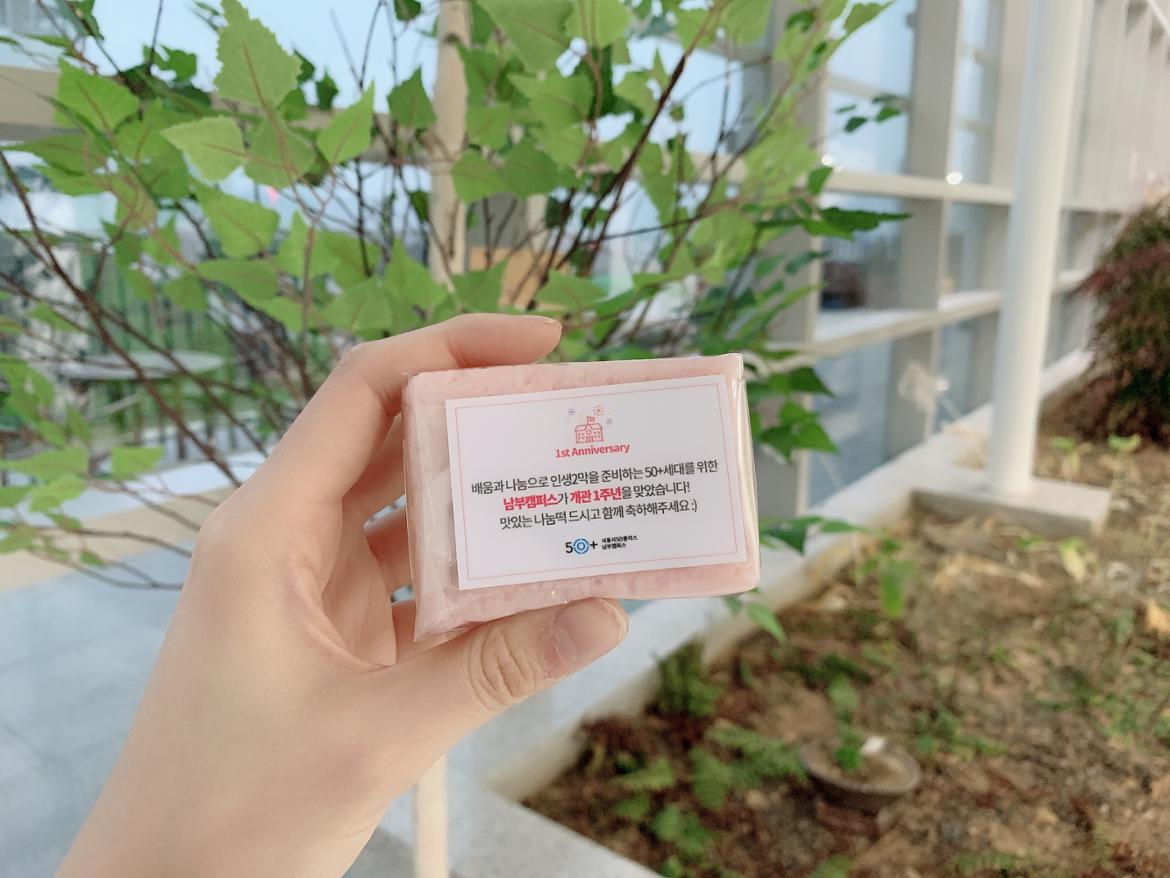 1st Anniversary
배움과 나눔으로 인생2막을 준비하는 50+세대를 위한
남부캠퍼스가 개관 1주년을 맞았습니다!
맛있는 나눔떡 드시고 함께 축하해주세요 :)
50+ 서울시50플러스
남부캠퍼스